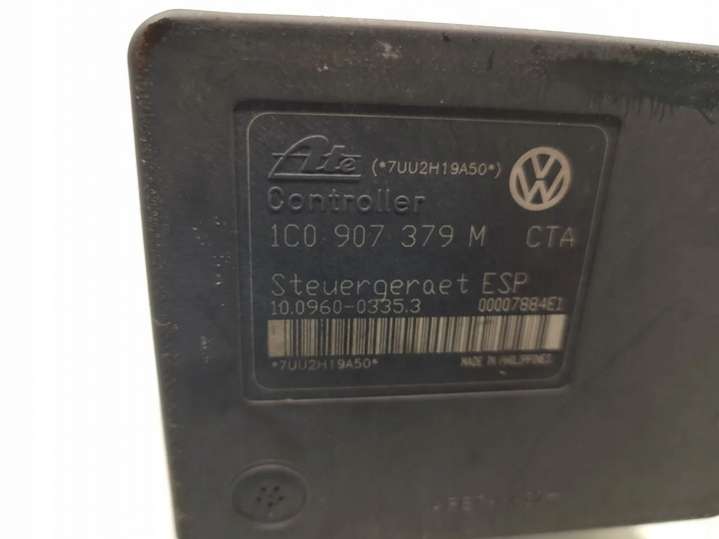 Ate (*7UU2H19A50*)
Controller
1C0 907 379 M CTA
Steuergeraet ESP
10.0960-0335.3 00007884E1
*7UU2H19A50* MADE IN PHILIPPINES